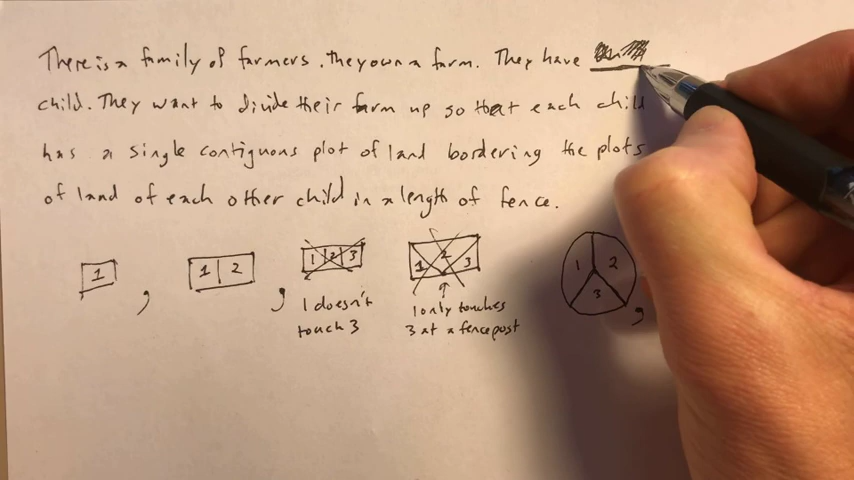 There is a family of farmers. they own a farm. They have
child. They want to divide their farm up so that each child
has a single contiguous plot of land bordering the plots
of land of each other child in a length of fence.
1 , 1 2 , 1 2 3 1 2 3 1 2 3 ,
1 doesn't 1 only touches
touch 3 3 at a fencepost